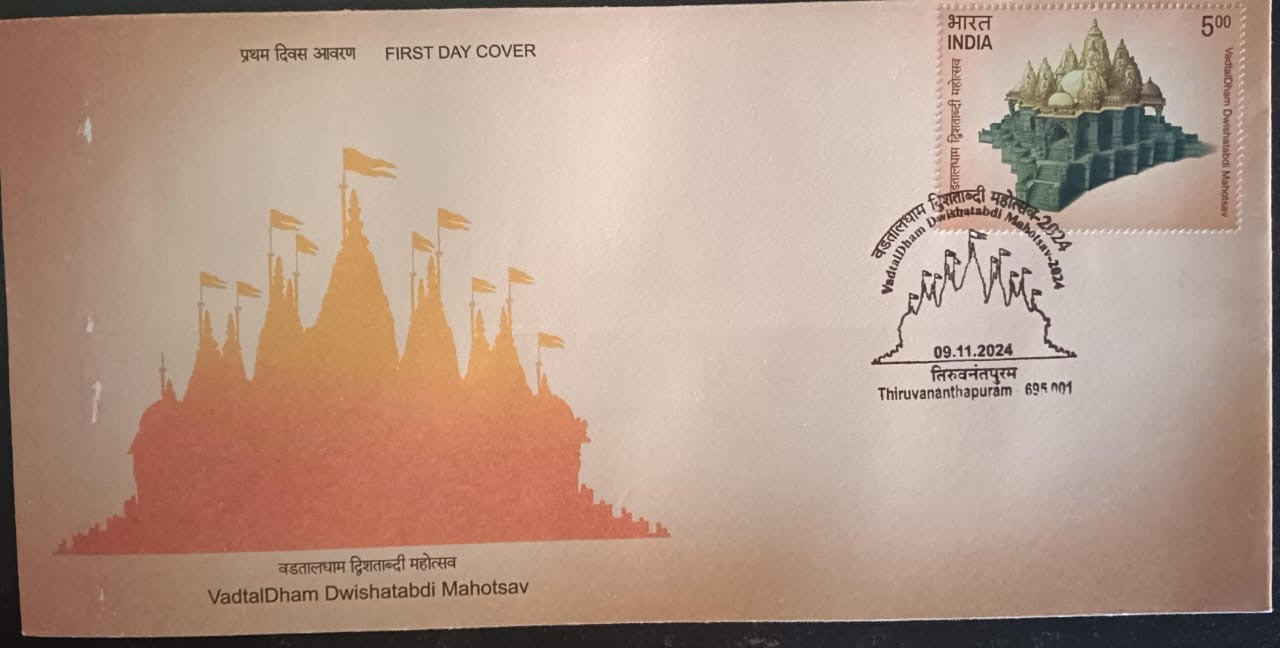 प्रथम दिवस आवरण FIRST DAY COVER
भारत
INDIA
500
वडतालधाम द्विशताब्दी महोत्सव
VadtalDham Dwishatabdi Mahotsav
वडतालधाम द्विशताब्दी महोत्सव-2024
VadtalDham Dwishatabdi Mahotsav-2024
09.11.2024
तिरुवनंतपुरम
Thiruvananthapuram - 695 001
वडतालधाम द्विशताब्दी महोत्सव
VadtalDham Dwishatabdi Mahotsav